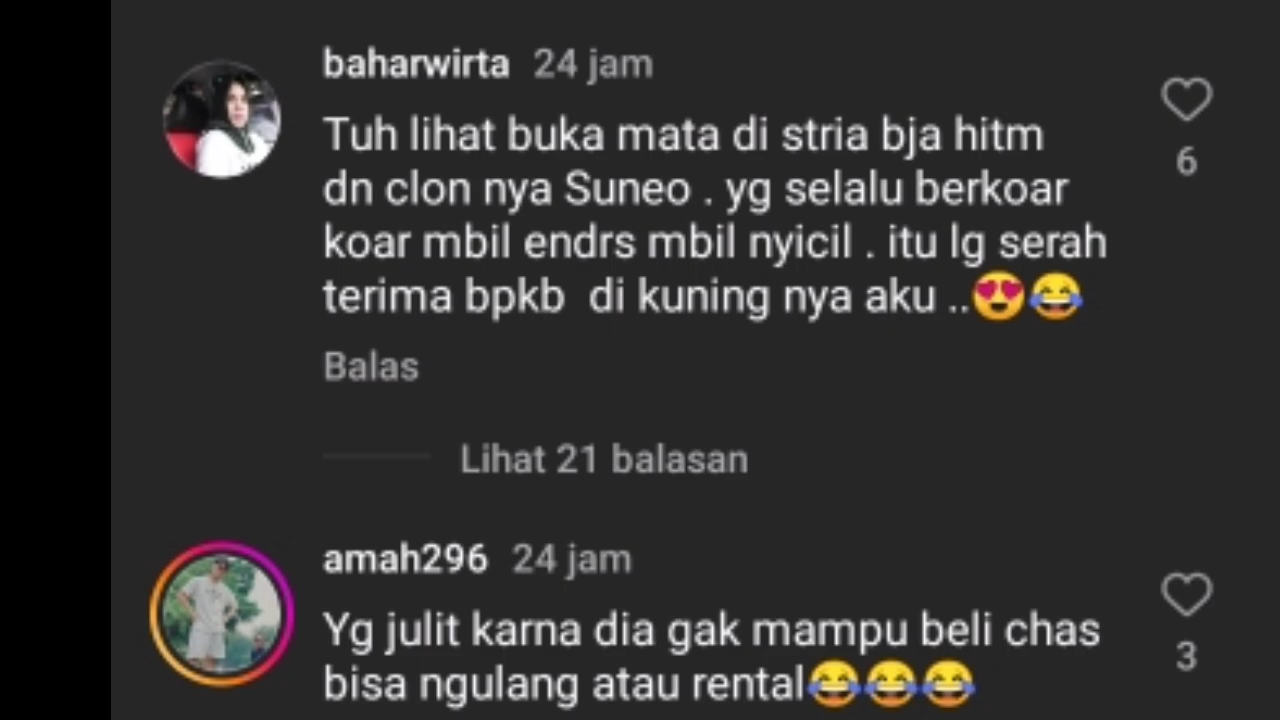 baharwirta 24 jam
Tuh lihat buka mata di stria bja hitm
dn clon nya Suneo . yg selalu berkoar
koar mbil endrs mbil nyicil . itu lg serah
terima bpkb di kuning nya aku ..😍😂
6
Balas
Lihat 21 balasan
amah296 24 jam
Yg julit karna dia gak mampu beli chas
bisa ngulang atau rental😂😂😂
3